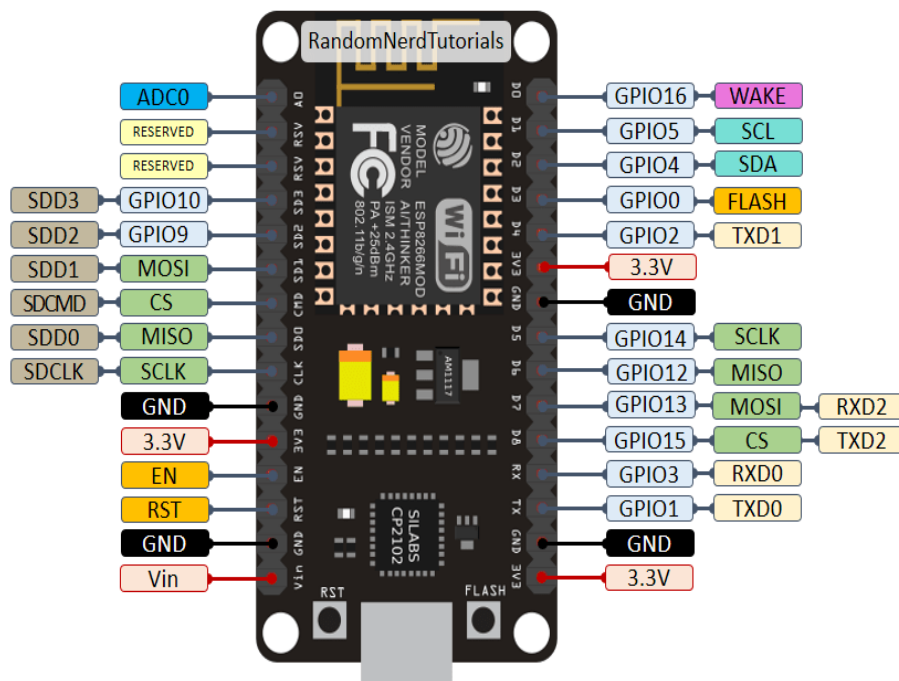 RandomNerdTutorials
ADC0
RESERVED
RESERVED
SDD3 GPIO10
SDD2 GPIO9
SDD1 MOSI
SDCMD CS
SDD0 MISO
SDCLK SCLK
GND
3.3V
EN
RST
GND
Vin
A0
RSV
RSV
SD3
SD2
SD1
CMD
SD0
CLK
GND
3V3
EN
RST
GND
Vin
MODEL ESP8266MOD
VENDOR AI/THINKER
ISM 2.4GHz
PA +25dBm
802.11b/g/n
FCC
Wi Fi
AM1117
SILABS
CP2102
RST
FLASH
D0
D1
D2
D3
D4
3V3
GND
D5
D6
D7
D8
RX
TX
GND
3V3
GPIO16 WAKE
GPIO5 SCL
GPIO4 SDA
GPIO0 FLASH
GPIO2 TXD1
3.3V
GND
GPIO14 SCLK
GPIO12 MISO
GPIO13 MOSI RXD2
GPIO15 CS TXD2
GPIO3 RXD0
GPIO1 TXD0
GND
3.3V